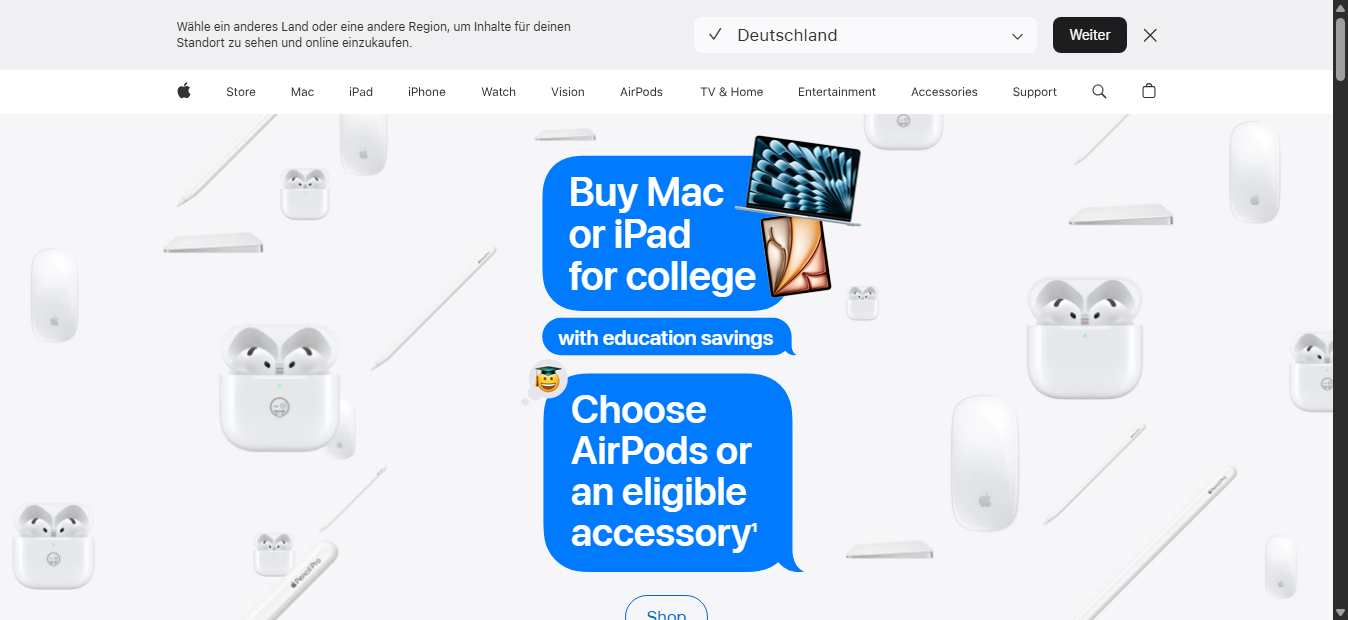 Wähle ein anderes Land oder eine andere Region, um Inhalte für deinen
Standort zu sehen und online einzukaufen.
Deutschland
Weiter
Store Mac iPad iPhone Watch Vision AirPods TV & Home Entertainment Accessories Support
Buy Mac
or iPad
for college
with education savings
Choose
AirPods or
an eligible
accessory¹
Pencil Pro
Shop